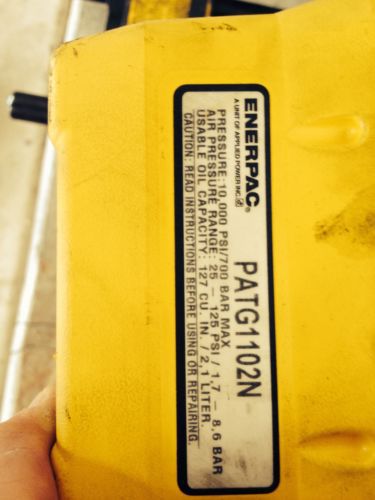 ENERPAC®
A UNIT OF APPLIED POWER INC.
PATG1102N
PRESSURE: 10,000 PSI/700 BAR MAX
AIR PRESSURE RANGE: 25 - 125 PSI / 1,7 - 8,6 BAR
USABLE OIL CAPACITY: 127 CU. IN. / 2,1 LITER.
CAUTION: READ INSTRUCTIONS BEFORE USING OR REPAIRING.